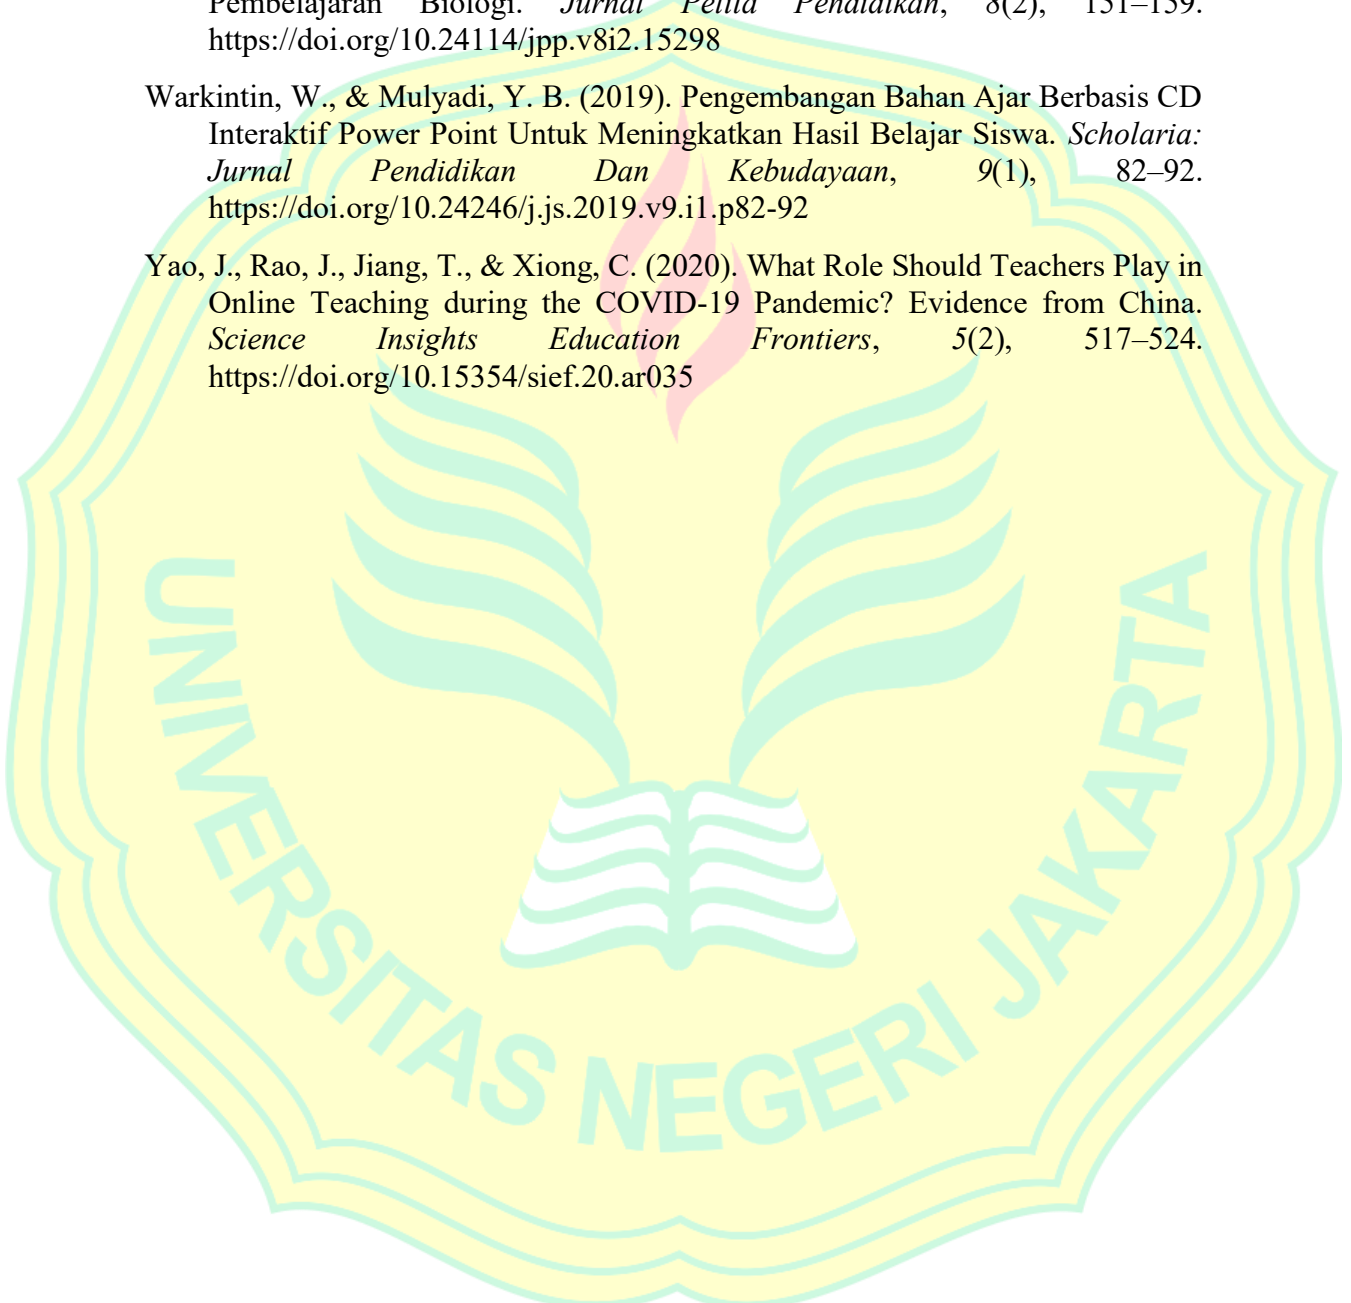 Pembelajaran Biologi. Jurnal Pelita Pendidikan, 8(2), 151–159.
https://doi.org/10.24114/jpp.v8i2.15298
Warkintin, W., & Mulyadi, Y. B. (2019). Pengembangan Bahan Ajar Berbasis CD
Interaktif Power Point Untuk Meningkatkan Hasil Belajar Siswa. Scholaria:
Jurnal Pendidikan Dan Kebudayaan, 9(1), 82–92.
https://doi.org/10.24246/j.js.2019.v9.i1.p82-92
Yao, J., Rao, J., Jiang, T., & Xiong, C. (2020). What Role Should Teachers Play in
Online Teaching during the COVID-19 Pandemic? Evidence from China.
Science Insights Education Frontiers, 5(2), 517–524.
https://doi.org/10.15354/sief.20.ar035
UNIVERSITAS NEGERI JAKARTA